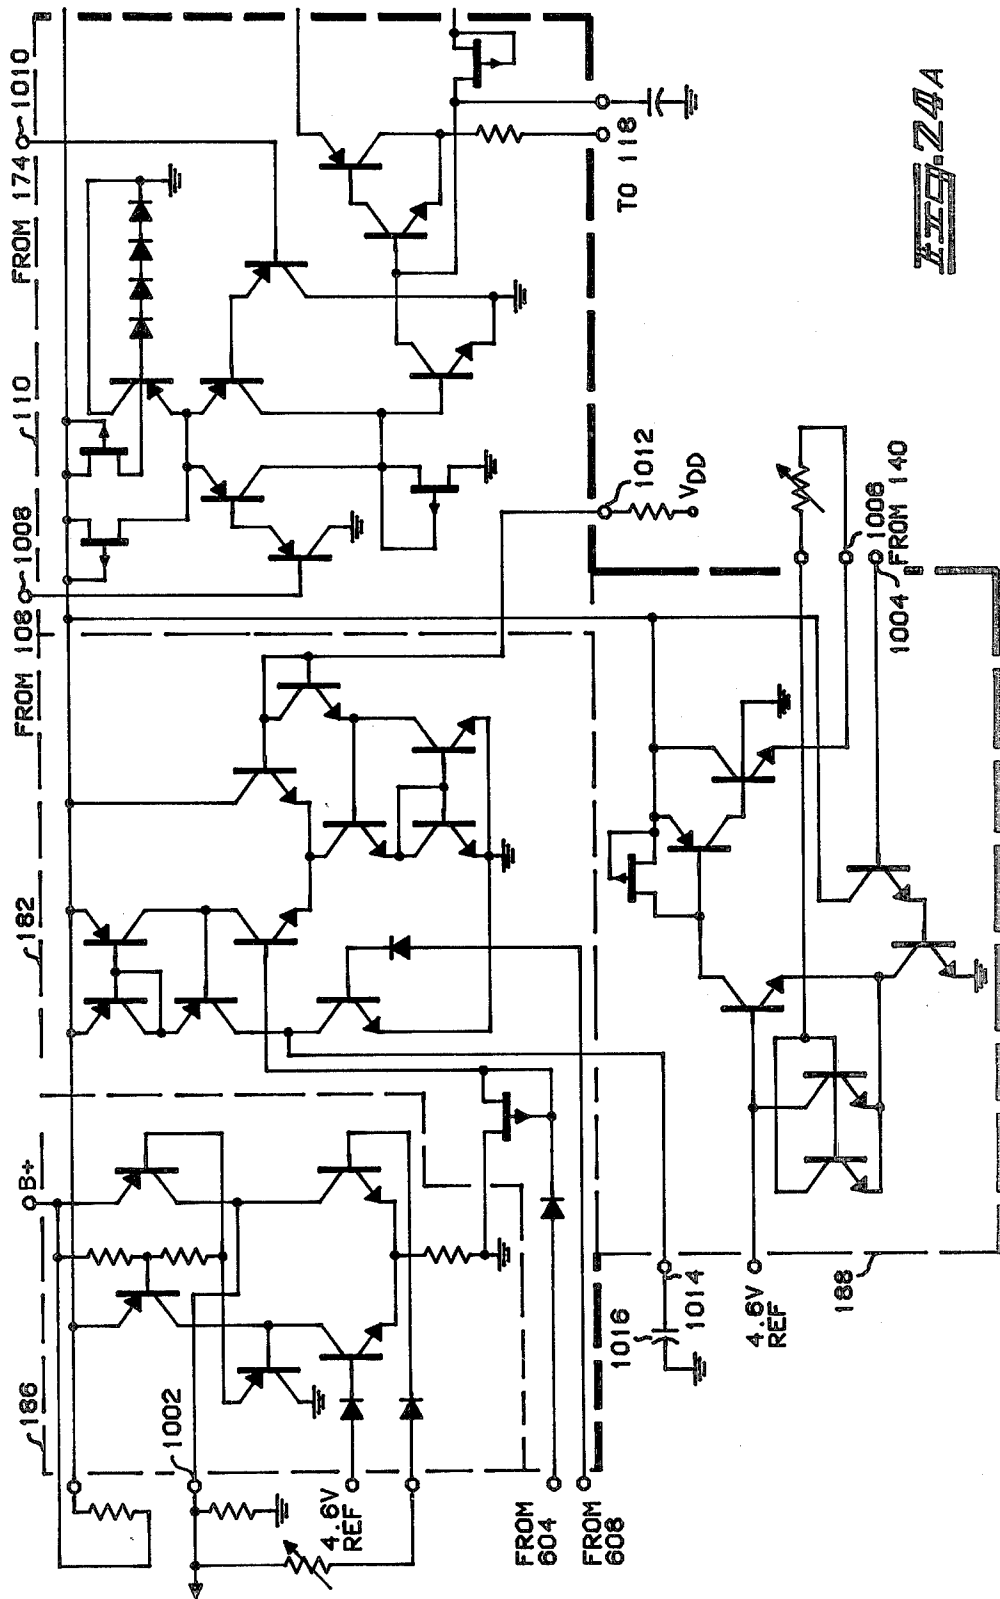 186
B+
182
FROM 108
1008
110
FROM 174
1010
1002
4.6V
REF
FROM
604
FROM
608
1012
VDD
TO 118
1016
1014
4.6V
REF
188
1004
FROM 140
1006
FIG. 24A